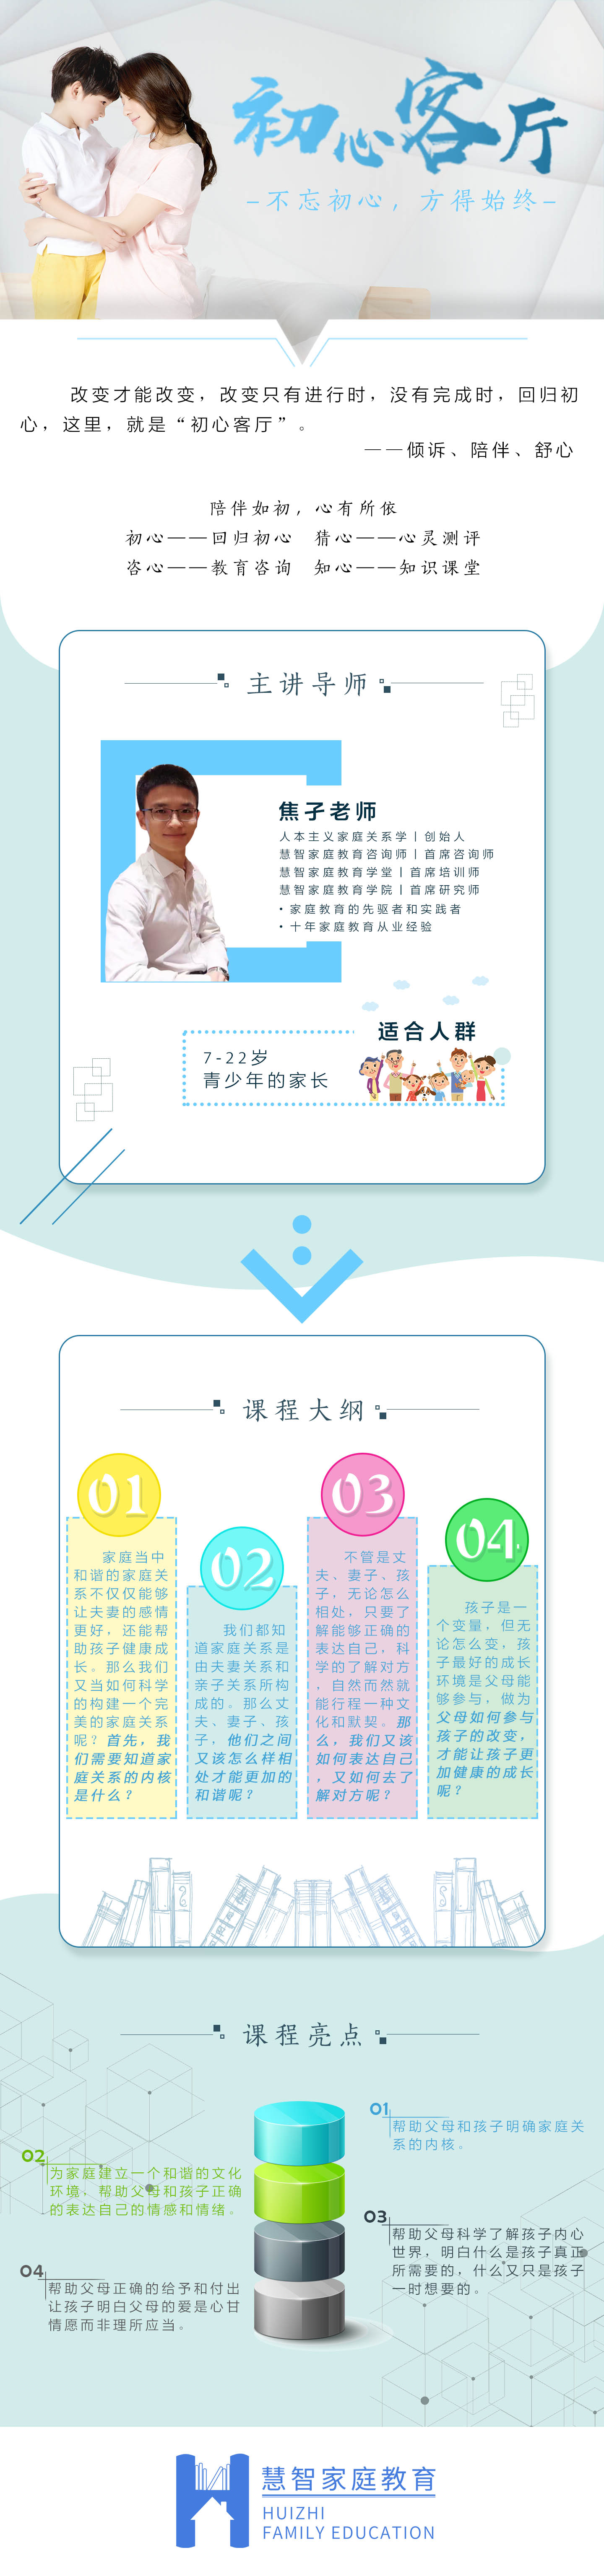 初心客厅
-不忘初心，方得始终-
改变才能改变，改变只有进行时，没有完成时，回归初
心，这里，就是“初心客厅”。
——倾诉、陪伴、舒心
陪伴如初，心有所依
初心——回归初心 猜心——心灵测评
咨心——教育咨询 知心——知识课堂
主讲导师
焦子老师
人本主义家庭关系学丨创始人
慧智家庭教育咨询师丨首席咨询师
慧智家庭教育学堂丨首席培训师
慧智家庭教育学院丨首席研究师
• 家庭教育的先驱者和实践者
• 十年家庭教育从业经验
适合人群
7-22岁
青少年的家长
课程大纲
01
家庭当中
和谐的家庭关
系不仅仅能够
让夫妻的感情
更好，还能帮
助孩子健康成
长。那么我们
又当如何科学
的构建一个完
美的家庭关系
呢？首先，我
们需要知道家
庭关系的内核
是什么？
02
我们都知
道家庭关系是
由夫妻关系和
亲子关系所构
成的。那么丈
夫、妻子、孩
子，他们之间
又该怎么样相
处才能更加的
和谐呢？
03
不管是丈
夫、妻子、孩
子，无论怎么
相处，只要了
解能够正确的
表达自己，科
学的了解对方
，自然而然就
能行程一种文
化和默契。那
么，我们又该
如何表达自己
，又如何去了
解对方呢？
04
孩子是一
个变量，但无
论怎么变，孩
子最好的成长
环境是父母能
够参与，做为
父母如何参与
孩子的改变，
才能让孩子更
加健康的成长
呢？
课程亮点
01
帮助父母和孩子明确家庭关
系的内核。
02
为家庭建立一个和谐的文化
环境，帮助父母和孩子正确
的表达自己的情感和情绪。
03
帮助父母科学了解孩子内心
世界，明白什么是孩子真正
所需要的，什么又只是孩子
一时想要的。
04
帮助父母正确的给予和付出
让孩子明白父母的爱是心甘
情愿而非理所应当。
慧智家庭教育
HUIZHI
FAMILY EDUCATION